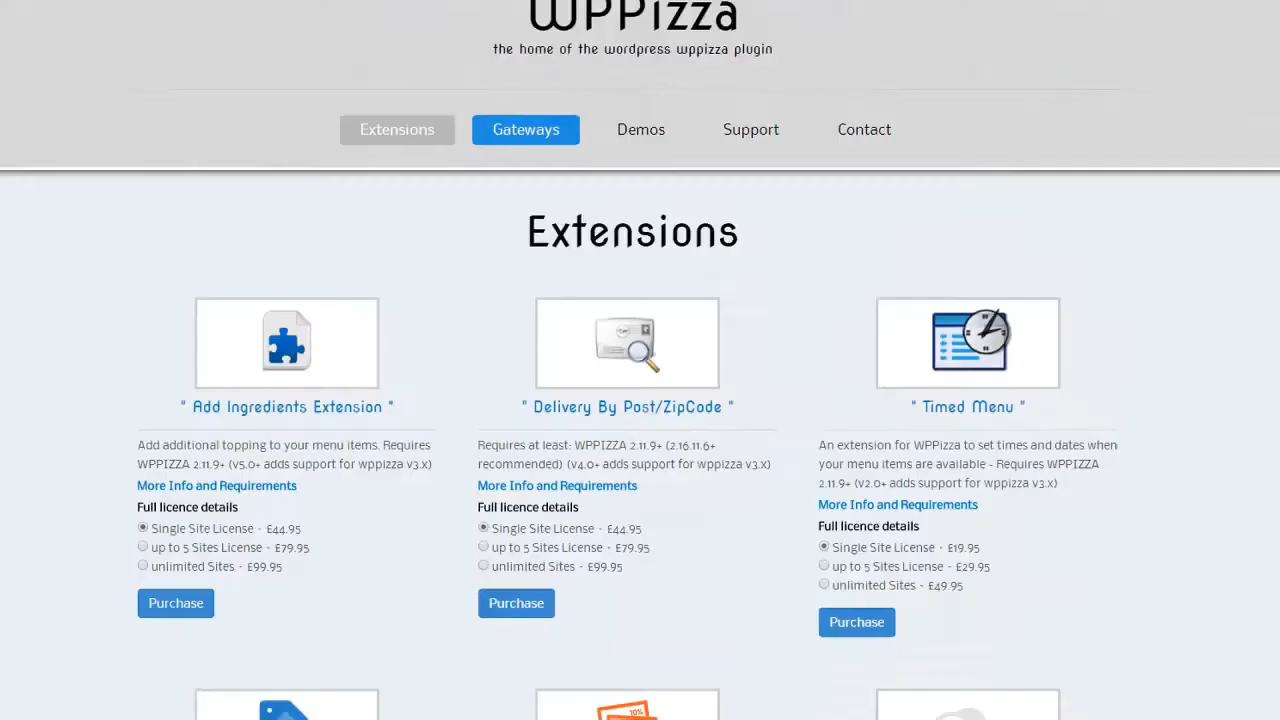 WPPizza
the home of the wordpress wppizza plugin
Extensions
Gateways
Demos
Support
Contact
Extensions
" Add Ingredients Extension "
Add additional topping to your menu items. Requires
WPPIZZA 2.11.9+ (v5.0+ adds support for wppizza v3.x)
More Info and Requirements
Full licence details
Single Site License - £44.95
up to 5 Sites License - £79.95
unlimited Sites - £99.95
Purchase
" Delivery By Post/ZipCode "
Requires at least: WPPIZZA 2.11.9+ (2.16.11.6+
recommended) (v4.0+ adds support for wppizza v3.x)
More Info and Requirements
Full licence details
Single Site License - £44.95
up to 5 Sites License - £79.95
unlimited Sites - £99.95
Purchase
" Timed Menu "
An extension for WPPizza to set times and dates when
your menu items are available - Requires WPPIZZA
2.11.9+ (v2.0+ adds support for wppizza v3.x)
More Info and Requirements
Full licence details
Single Site License - £19.95
up to 5 Sites License - £29.95
unlimited Sites - £49.95
Purchase
10%